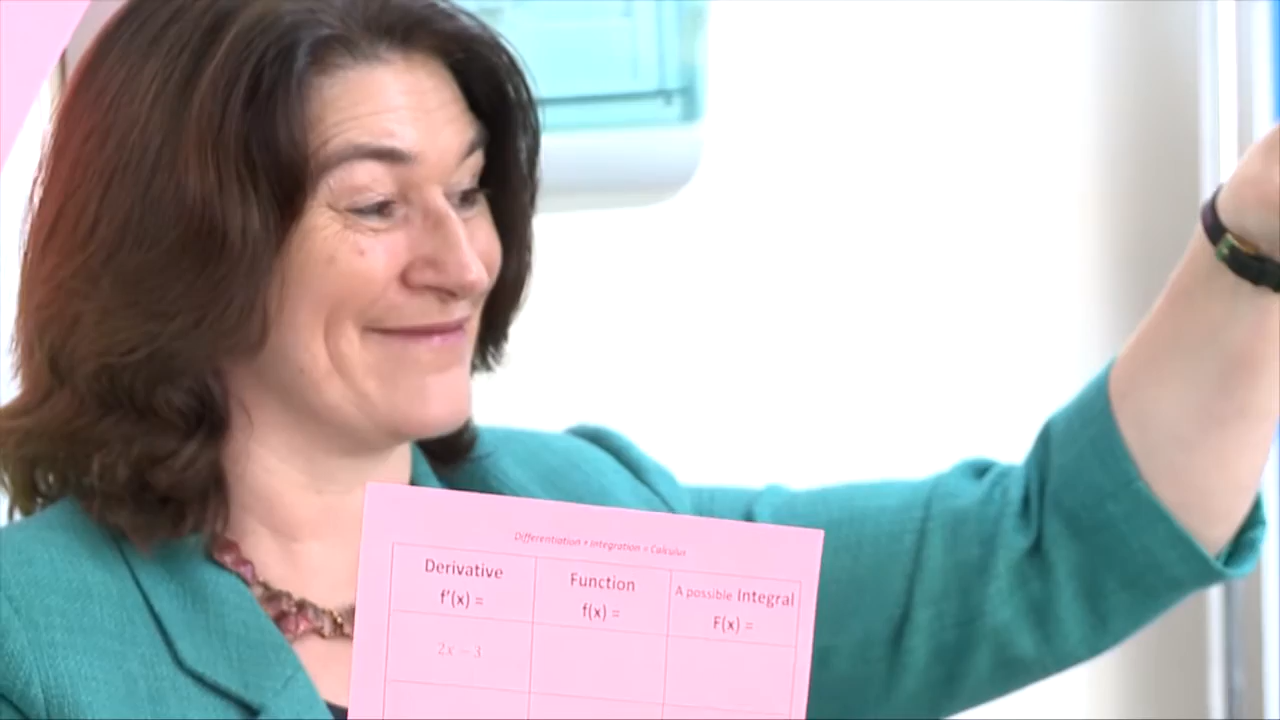 Differentiation + Integration = Calculus
Derivative
f'(x) =
Function
f(x) =
A possible Integral
F(x) =
2x - 3